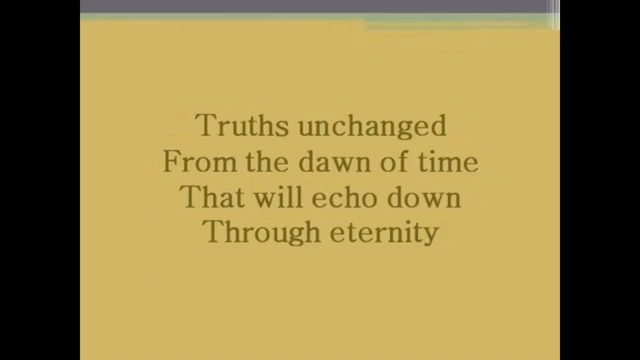 Truths unchanged
From the dawn of time
That will echo down
Through eternity